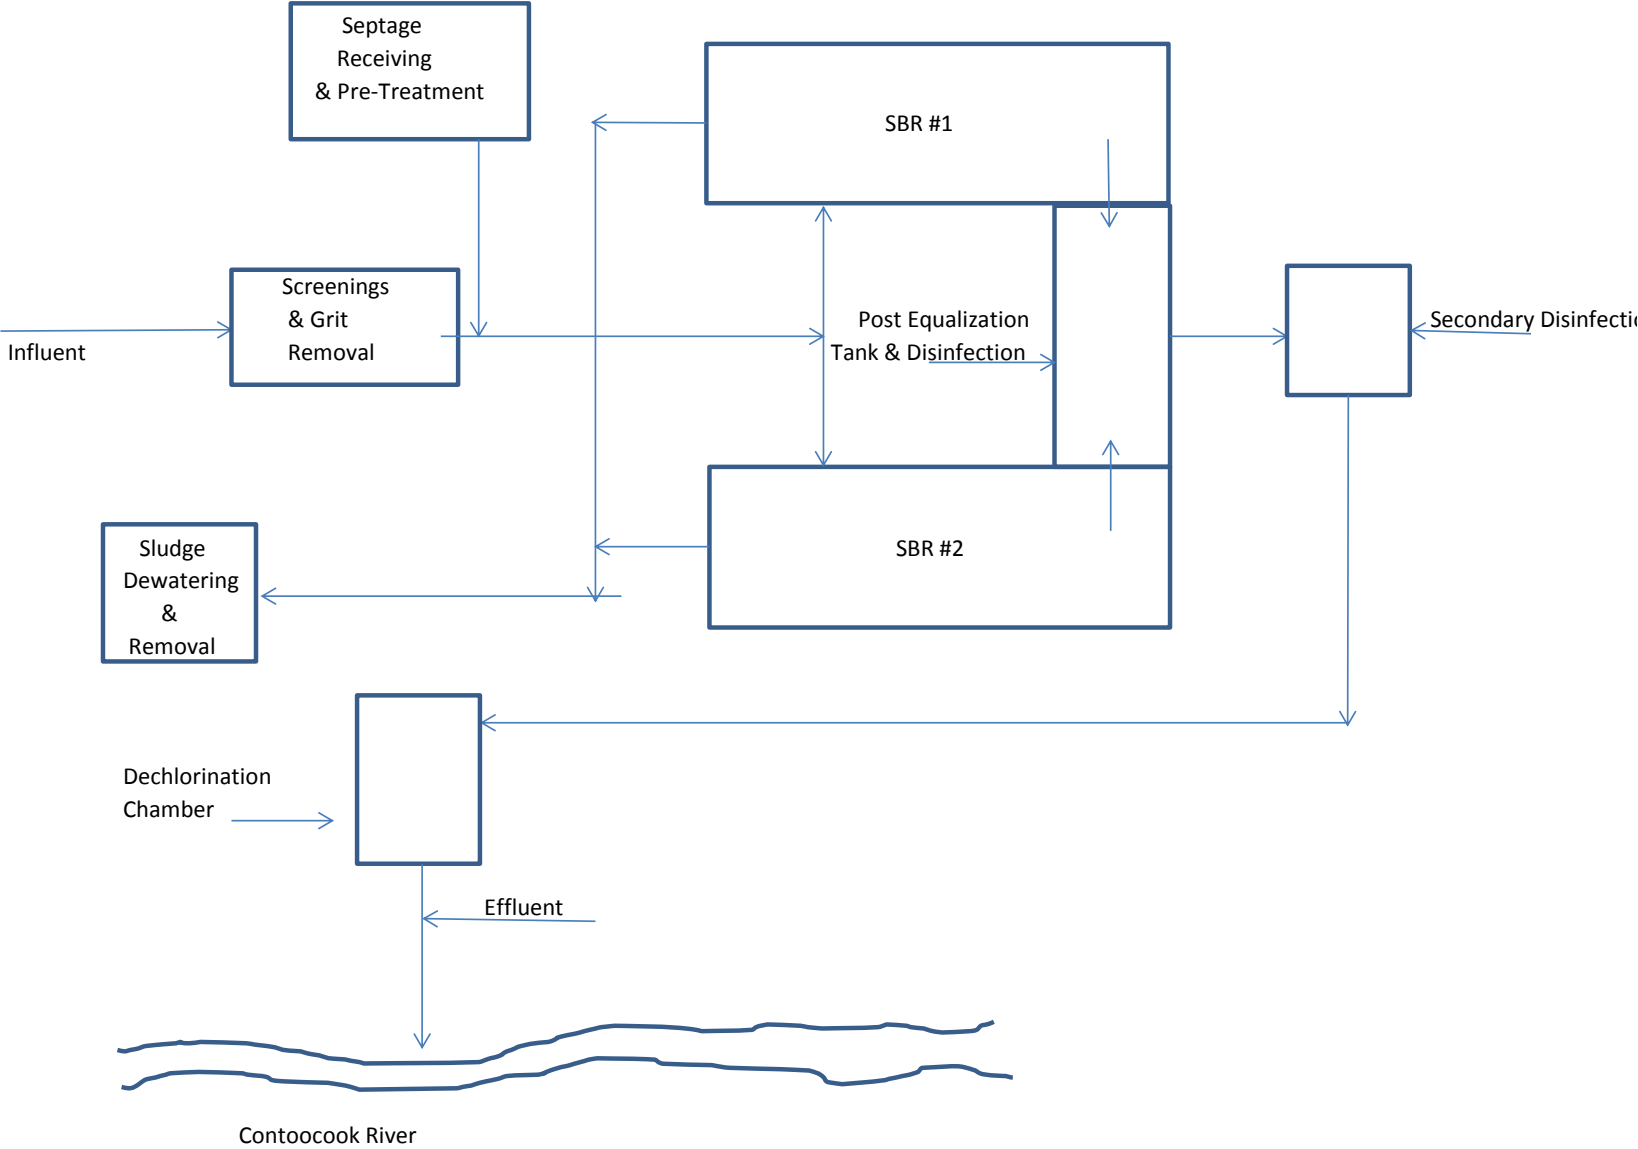 Septage
Receiving
& Pre-Treatment
SBR #1
Screenings
& Grit
Removal
Influent
Post Equalization
Tank & Disinfection
Secondary Disinfectio
Sludge
Dewatering
&
Removal
SBR #2
Dechlorination
Chamber
Effluent
Contoocook River